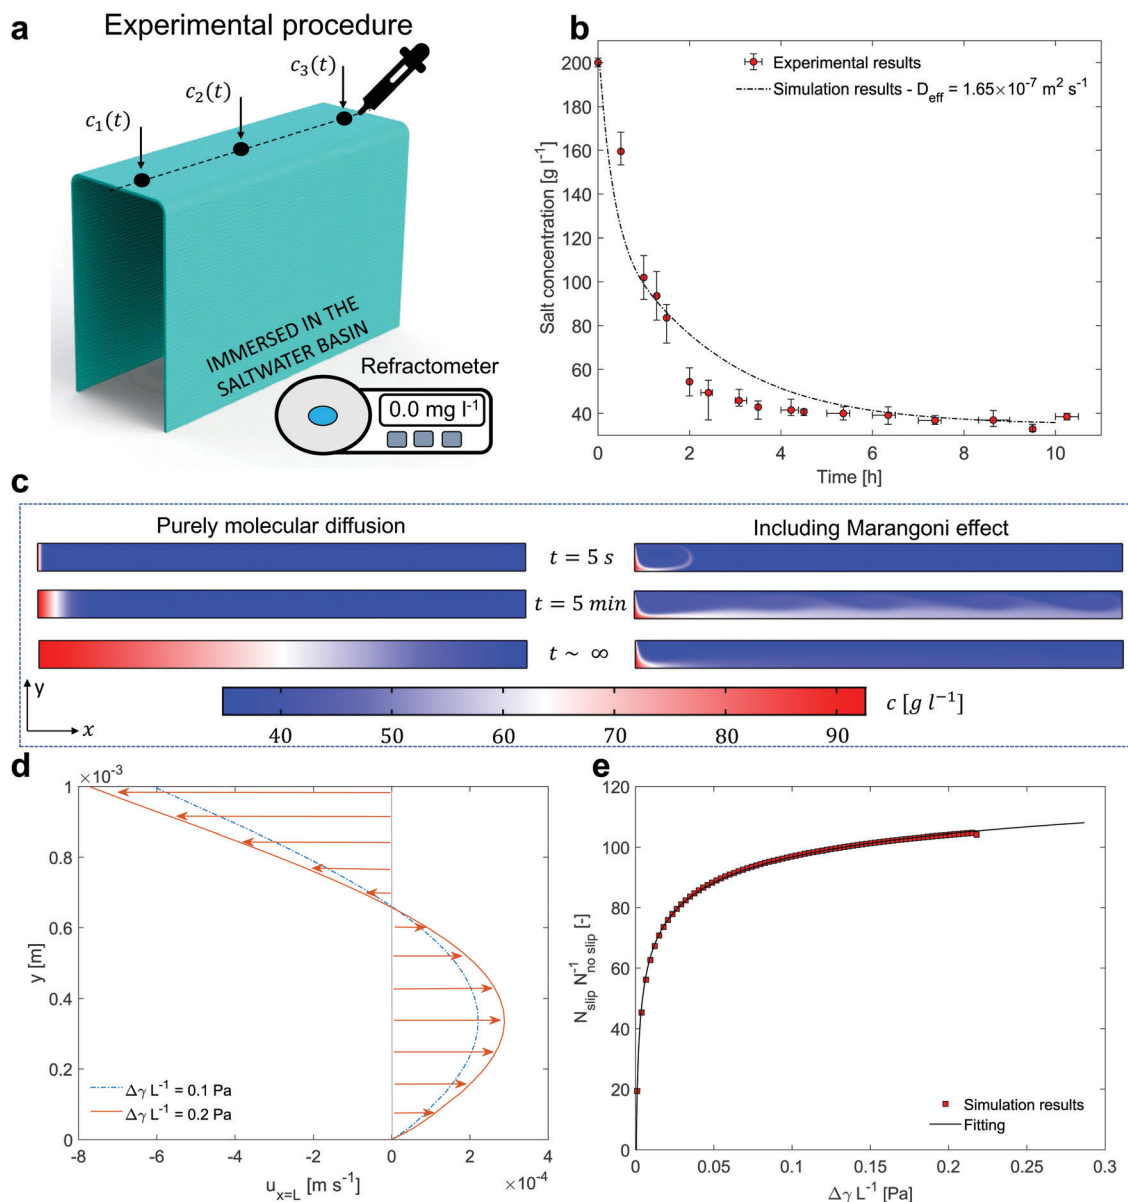 a
Experimental procedure
c₁(t)
c₂(t)
c₃(t)
IMMERSED IN THE
SALTWATER BASIN
Refractometer
0.0 mg l⁻¹
b
Salt concentration [g l⁻¹]
200
180
160
140
120
100
80
60
40
0 2 4 6 8 10
Time [h]
Experimental results
Simulation results - D_eff = 1.65×10⁻⁷ m² s⁻¹
c
Purely molecular diffusion
Including Marangoni effect
t = 5 s
t = 5 min
t ~ ∞
y
x
40 50 60 70 80 90
c [g l⁻¹]
d
×10⁻³
y [m]
1
0.8
0.6
0.4
0.2
0
Δγ L⁻¹ = 0.1 Pa
Δγ L⁻¹ = 0.2 Pa
-8 -6 -4 -2 0 2 4
u_x=L [m s⁻¹]
×10⁻⁴
e
N_slip N⁻¹_no slip [-]
120
100
80
60
40
20
0
Simulation results
Fitting
0 0.05 0.1 0.15 0.2 0.25 0.3
Δγ L⁻¹ [Pa]